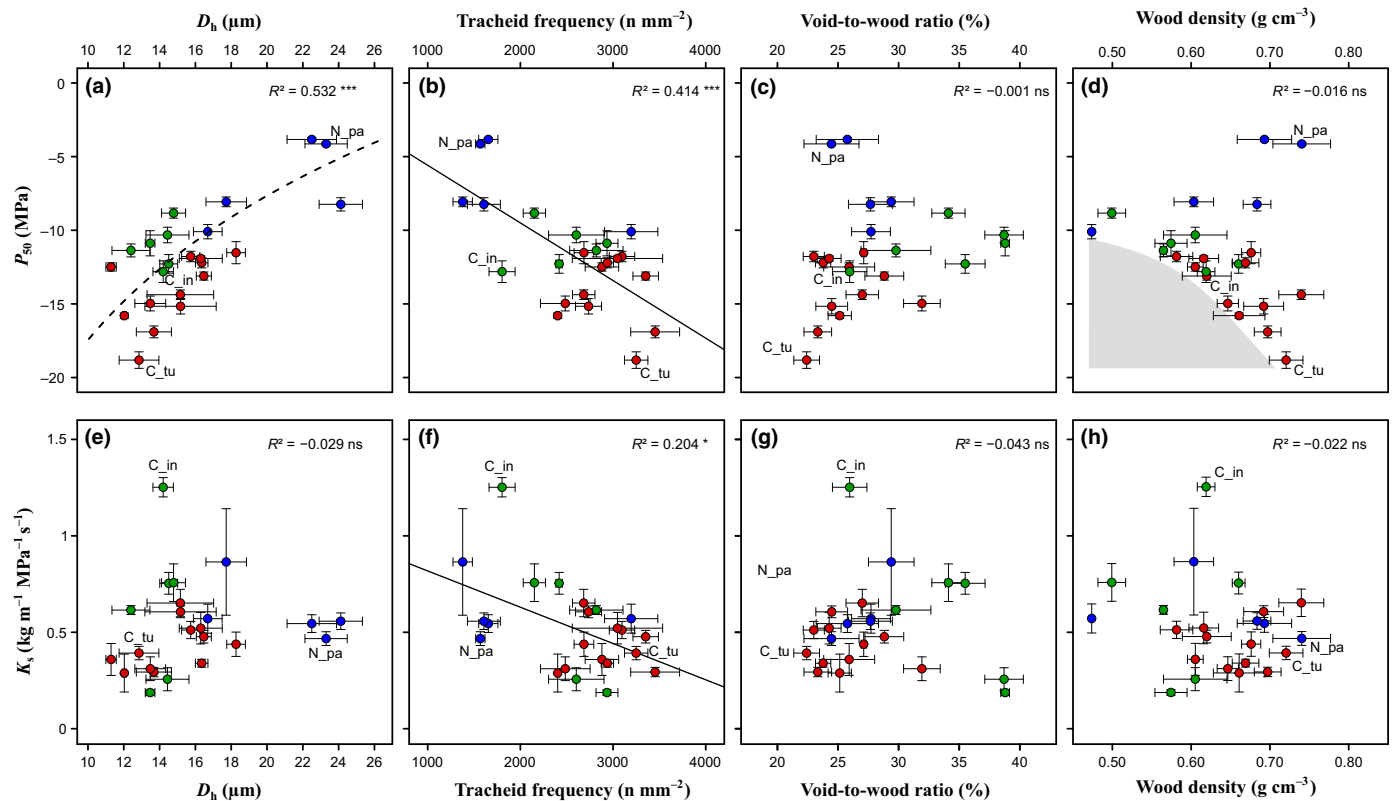 D_h (µm)
Tracheid frequency (n mm⁻²)
Void-to-wood ratio (%)
Wood density (g cm⁻³)
10 12 14 16 18 20 22 24 26
1000 2000 3000 4000
20 25 30 35 40
0.50 0.60 0.70 0.80
(a)
R² = 0.532 ***
N_pa
C_in
C_tu
(b)
R² = 0.414 ***
N_pa
C_in
C_tu
(c)
R² = −0.001 ns
N_pa
C_in
C_tu
(d)
R² = −0.016 ns
N_pa
C_in
C_tu
P₅₀ (MPa)
0
−5
−10
−15
−20
(e)
R² = −0.029 ns
C_in
C_tu
N_pa
(f)
R² = 0.204 *
C_in
N_pa
C_tu
(g)
R² = −0.043 ns
C_in
N_pa
C_tu
(h)
R² = −0.022 ns
C_in
N_pa
C_tu
K_s (kg m⁻¹ MPa⁻¹ s⁻¹)
1.5
1
0.5
0
10 12 14 16 18 20 22 24 26
1000 2000 3000 4000
20 25 30 35 40
0.50 0.60 0.70 0.80
D_h (µm)
Tracheid frequency (n mm⁻²)
Void-to-wood ratio (%)
Wood density (g cm⁻³)